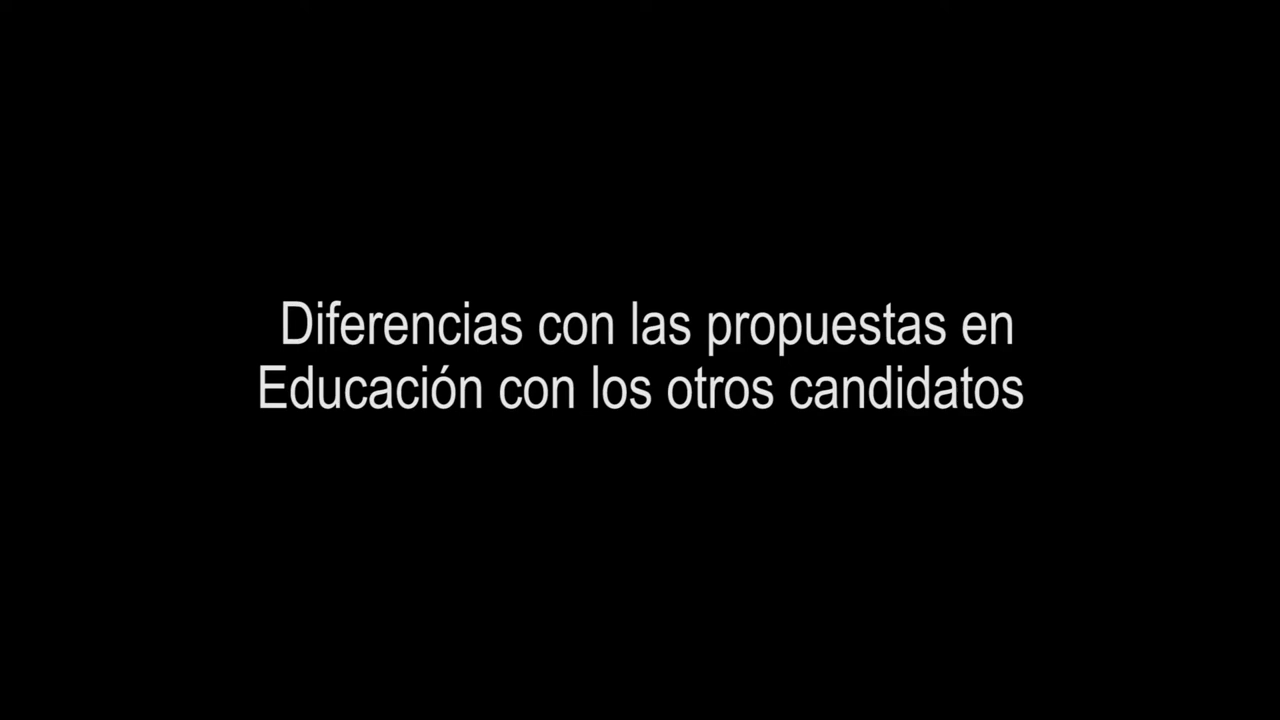 Diferencias con las propuestas en
Educación con los otros candidatos